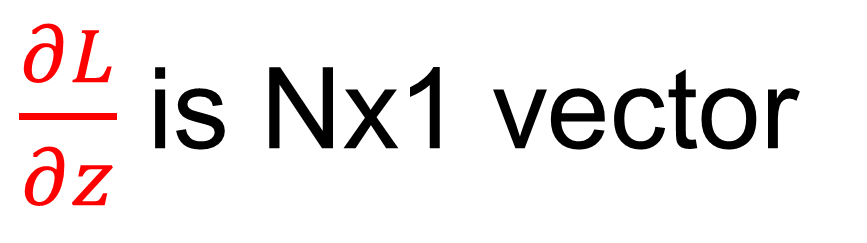 ∂L/∂z is Nx1 vector